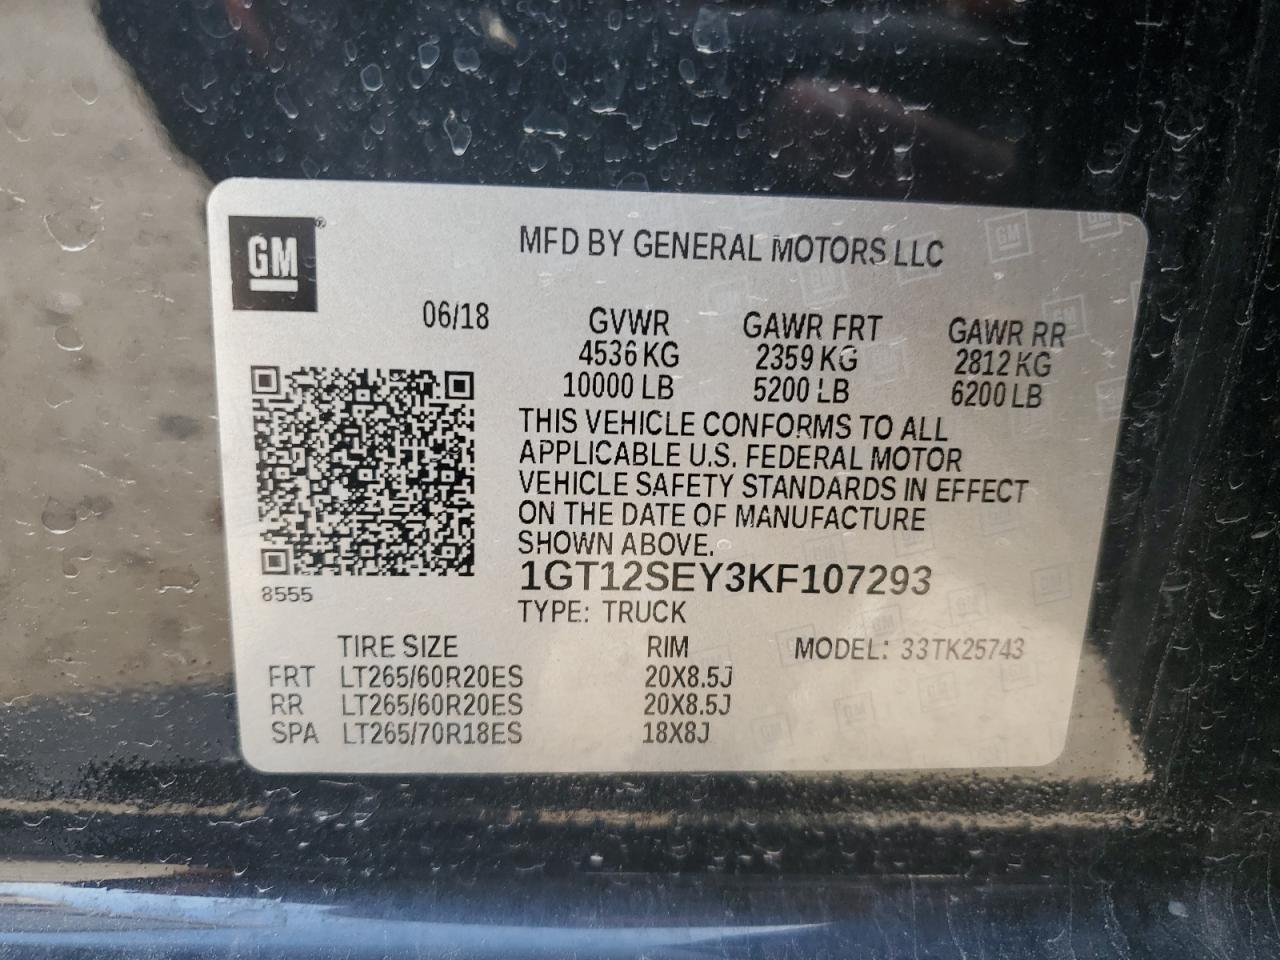 GM
MFD BY GENERAL MOTORS LLC
06/18
GVWR GAWR FRT GAWR RR
4536 KG 2359 KG 2812 KG
10000 LB 5200 LB 6200 LB
THIS VEHICLE CONFORMS TO ALL
APPLICABLE U.S. FEDERAL MOTOR
VEHICLE SAFETY STANDARDS IN EFFECT
ON THE DATE OF MANUFACTURE
SHOWN ABOVE.
8555
1GT12SEY3KF107293
TYPE: TRUCK
TIRE SIZE RIM MODEL: 33TK25743
FRT LT265/60R20ES 20X8.5J
RR LT265/60R20ES 20X8.5J
SPA LT265/70R18ES 18X8J